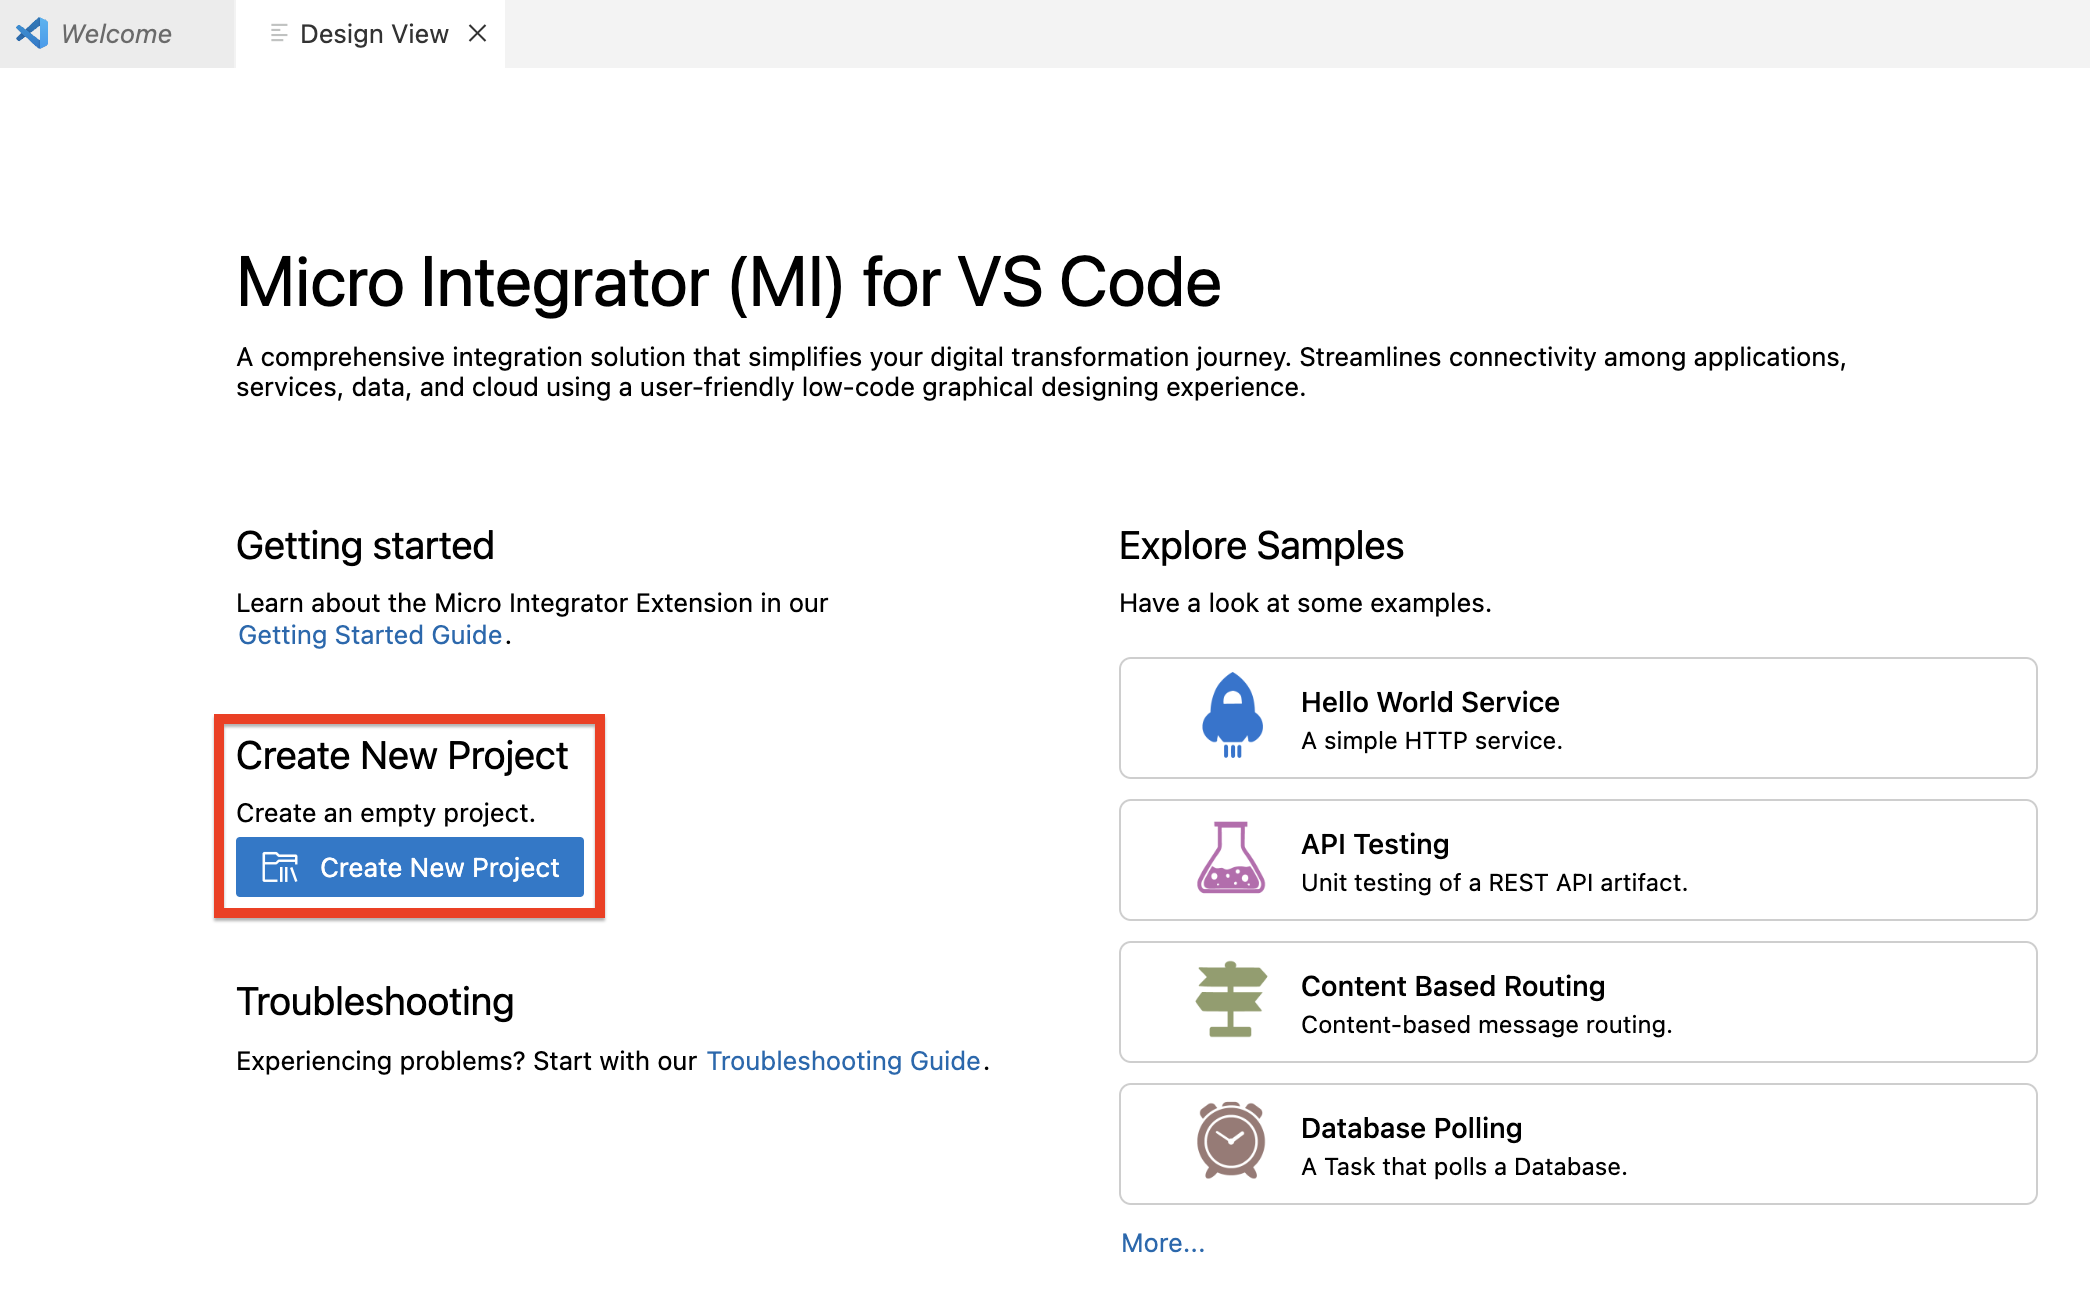 Welcome
Design View
Micro Integrator (MI) for VS Code
A comprehensive integration solution that simplifies your digital transformation journey. Streamlines connectivity among applications,
services, data, and cloud using a user-friendly low-code graphical designing experience.
Getting started
Learn about the Micro Integrator Extension in our
Getting Started Guide.
Create New Project
Create an empty project.
Create New Project
Troubleshooting
Experiencing problems? Start with our Troubleshooting Guide.
Explore Samples
Have a look at some examples.
Hello World Service
A simple HTTP service.
API Testing
Unit testing of a REST API artifact.
Content Based Routing
Content-based message routing.
Database Polling
A Task that polls a Database.
More...